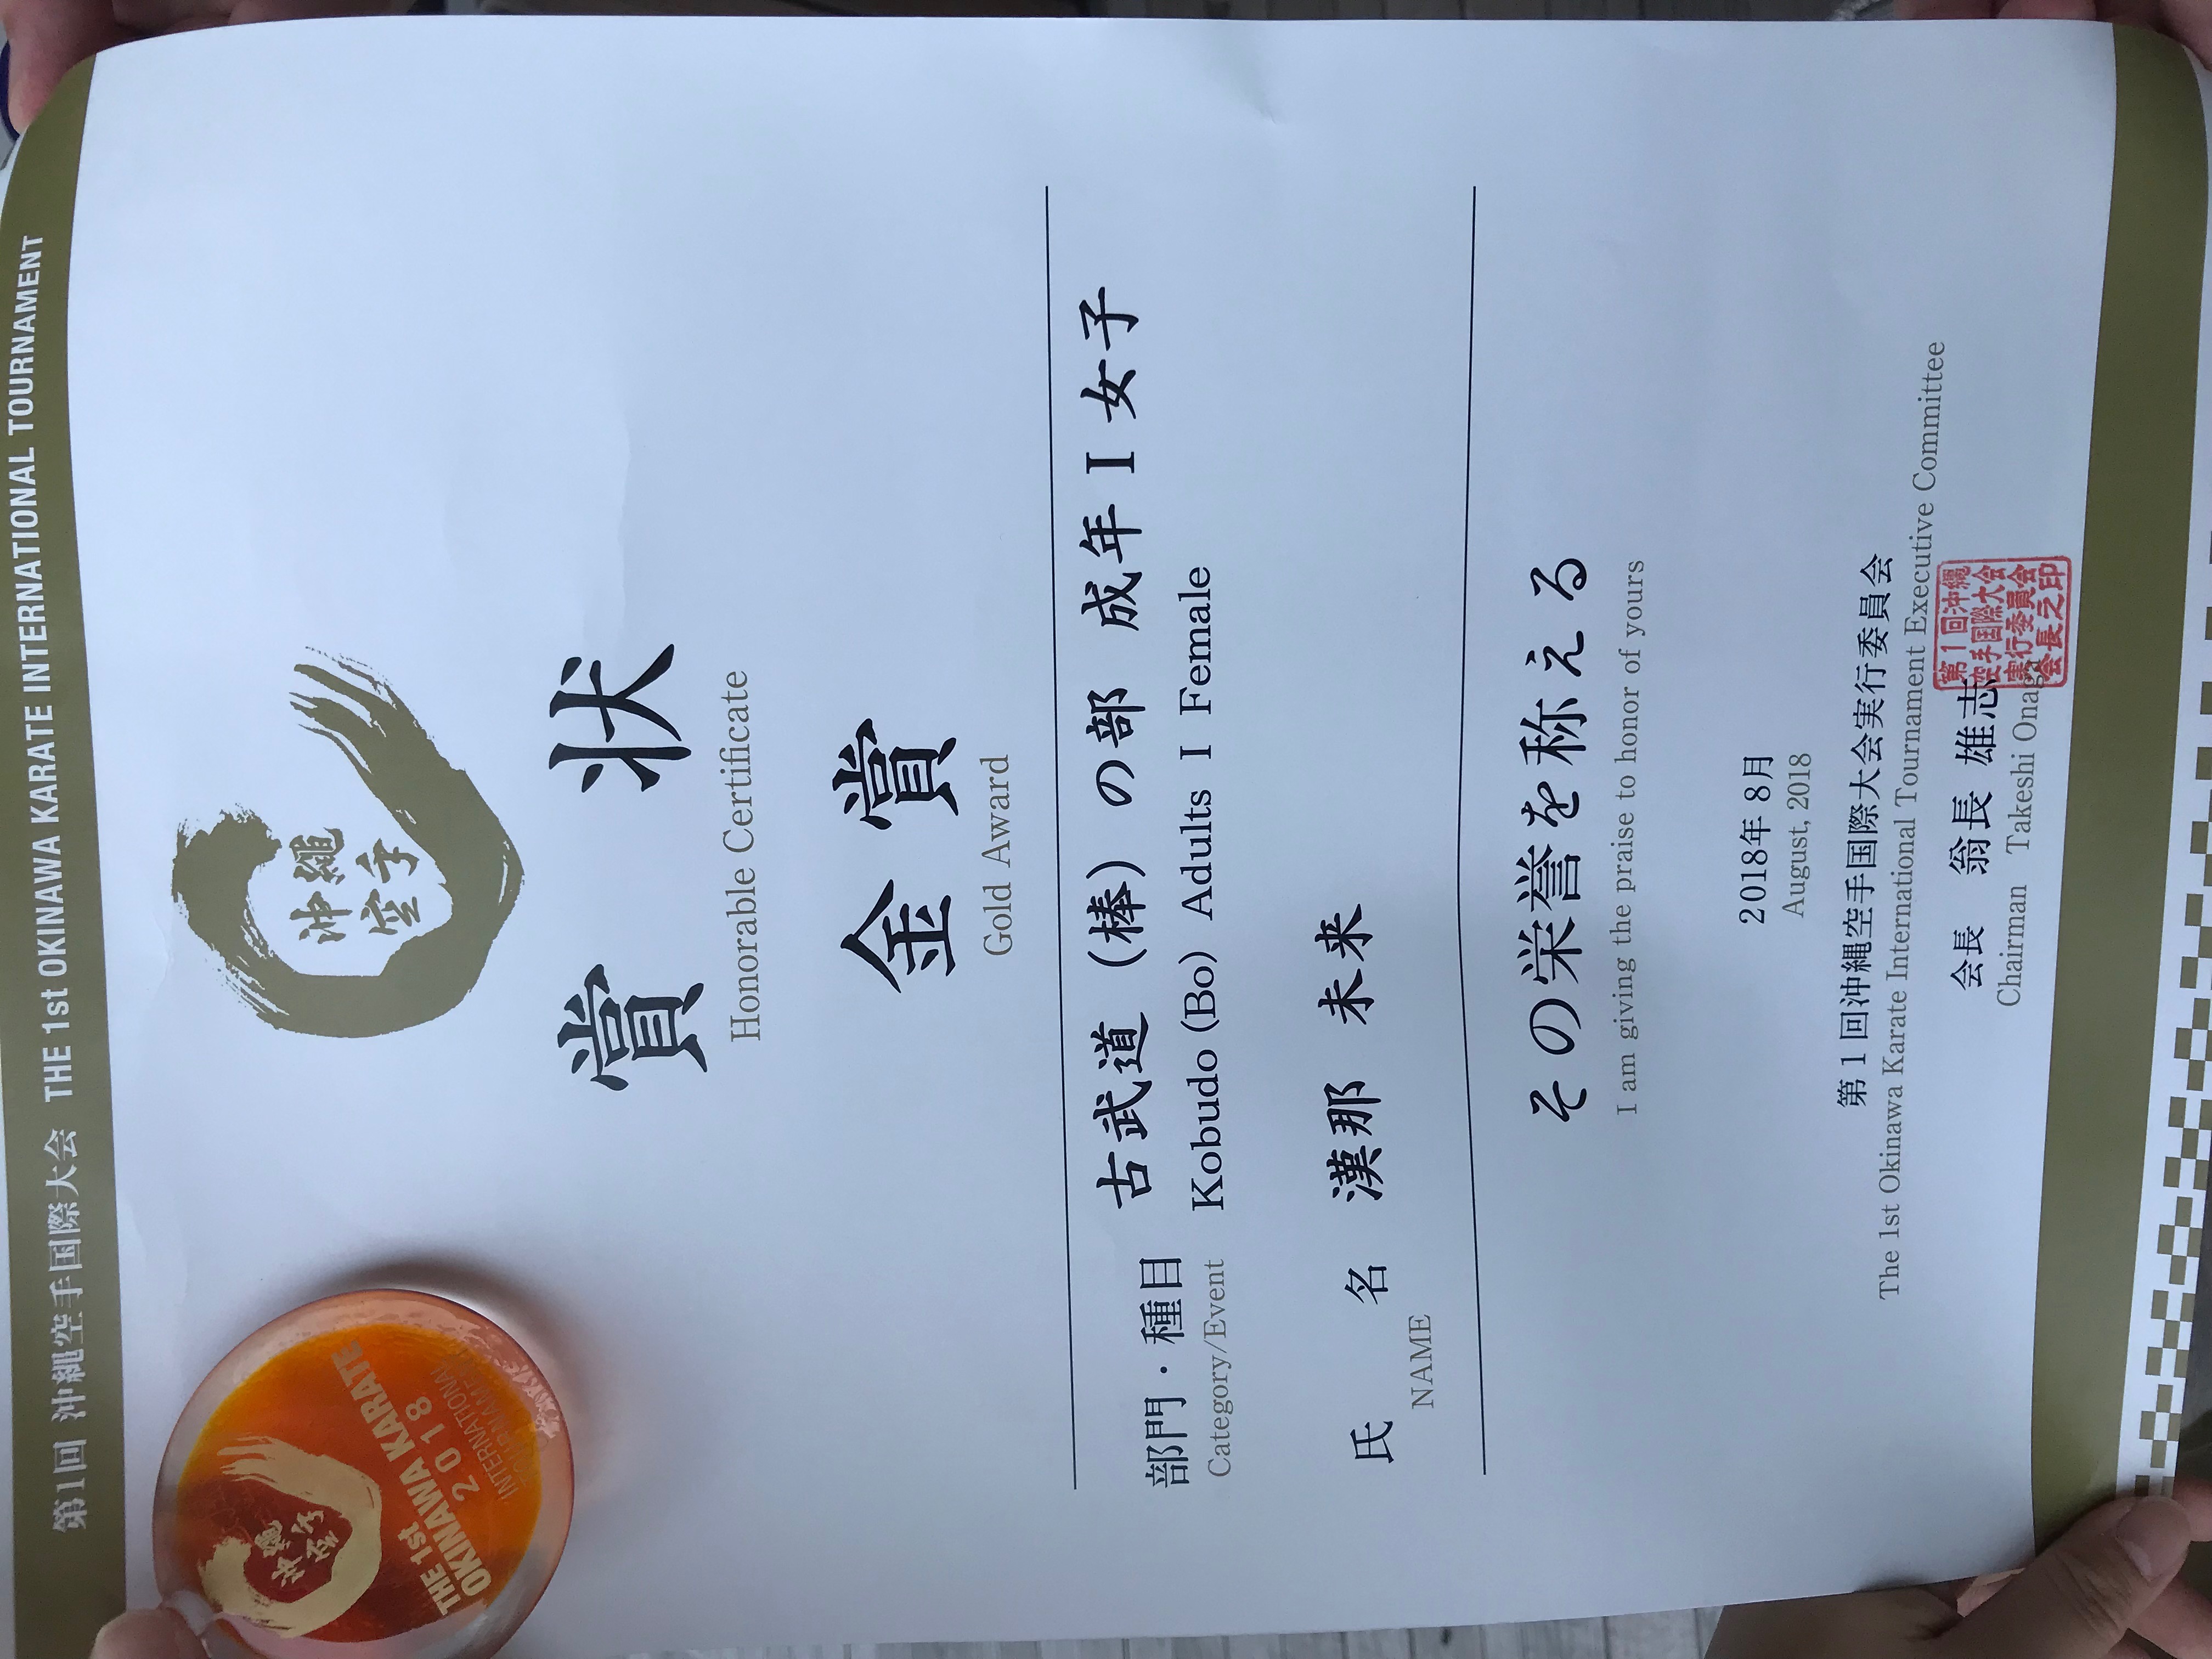 第1回 沖縄空手国際大会 THE 1st OKINAWA KARATE INTERNATIONAL TOURNAMENT
沖縄
空手
THE 1st
OKINAWA KARATE
2018
INTERNATIONAL
TOURNAMENT
沖縄
空手
賞 状
Honorable Certificate
金賞
Gold Award
部門・種目 古武道(棒)の部 成年 I 女子
Category/Event Kobudo (Bo) Adults I Female
氏 名 漢那 未来
NAME
その栄誉を称える
I am giving the praise to honor of yours
2018年 8月
August, 2018
第1回沖縄空手国際大会実行委員会
The 1st Okinawa Karate International Tournament Executive Committee
会長 翁長 雄志
Chairman Takeshi Onaga
第1回沖縄
空手国際大会
実行委員会
会長之印